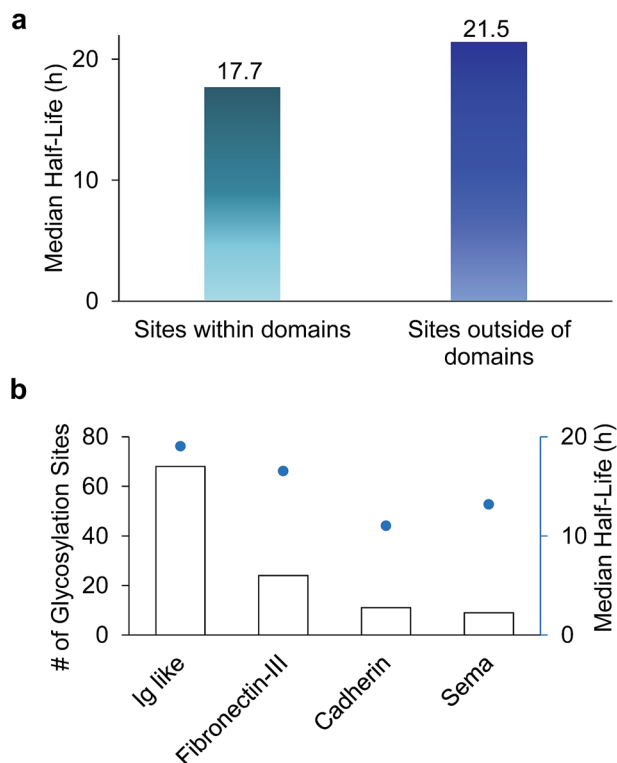 a
Median Half-Life (h)
20
10
0
17.7
21.5
Sites within domains
Sites outside of
domains
b
# of Glycosylation Sites
80
60
40
20
0
20
10
0
Median Half-Life (h)
Ig like
Fibronectin-III
Cadherin
Sema